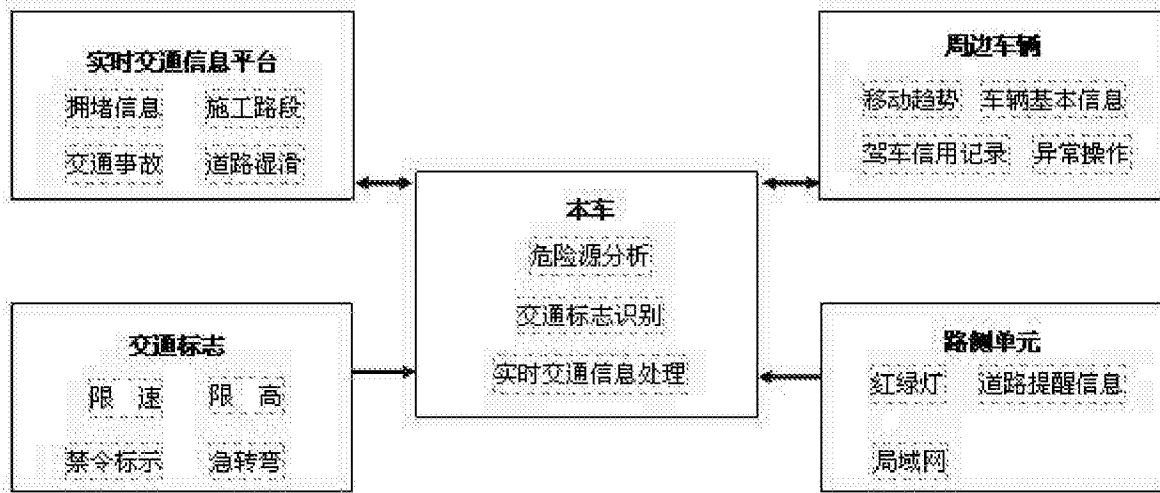 实时交通信息平台
拥堵信息 施工路段
交通事故 道路湿滑
周边车辆
移动趋势 车辆基本信息
驾车信用记录 异常操作
本车
危险源分析
交通标志识别
实时交通信息处理
交通标志
限 速 限 高
禁令标示 急转弯
路侧单元
红绿灯 道路提醒信息
局域网